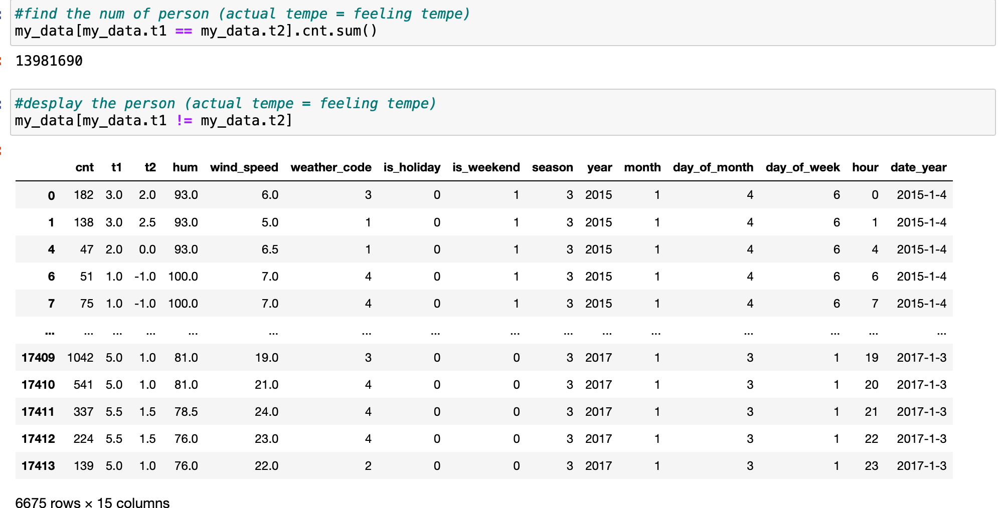 #find the num of person (actual tempe = feeling tempe)
my_data[my_data.t1 == my_data.t2].cnt.sum()
13981690
#desplay the person (actual tempe = feeling tempe)
my_data[my_data.t1 != my_data.t2]
cnt t1 t2 hum wind_speed weather_code is_holiday is_weekend season year month day_of_month day_of_week hour date_year
0 182 3.0 2.0 93.0 6.0 3 0 1 3 2015 1 4 6 0 2015-1-4
1 138 3.0 2.5 93.0 5.0 1 0 1 3 2015 1 4 6 1 2015-1-4
4 47 2.0 0.0 93.0 6.5 1 0 1 3 2015 1 4 6 4 2015-1-4
6 51 1.0 -1.0 100.0 7.0 4 0 1 3 2015 1 4 6 6 2015-1-4
7 75 1.0 -1.0 100.0 7.0 4 0 1 3 2015 1 4 6 7 2015-1-4
... ... ... ... ... ... ... ... ... ... ... ... ... ... ... ...
17409 1042 5.0 1.0 81.0 19.0 3 0 0 3 2017 1 3 1 19 2017-1-3
17410 541 5.0 1.0 81.0 21.0 4 0 0 3 2017 1 3 1 20 2017-1-3
17411 337 5.5 1.5 78.5 24.0 4 0 0 3 2017 1 3 1 21 2017-1-3
17412 224 5.5 1.5 76.0 23.0 4 0 0 3 2017 1 3 1 22 2017-1-3
17413 139 5.0 1.0 76.0 22.0 2 0 0 3 2017 1 3 1 23 2017-1-3
6675 rows × 15 columns